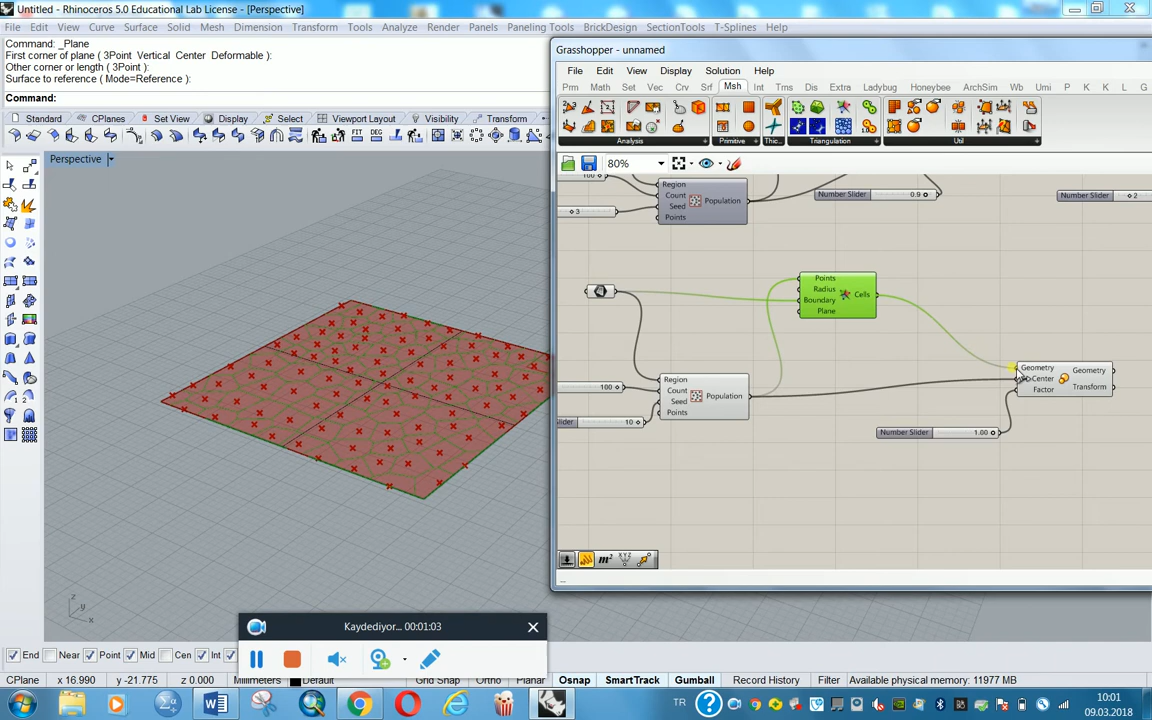 Untitled - Rhinoceros 5.0 Educational Lab License - [Perspective]
File Edit View Curve Surface Solid Mesh Dimension Transform Tools Analyze Render Panels Paneling Tools BrickDesign SectionTools T-Splines Help
Command: _Plane
First corner of plane ( 3Point Vertical Center Deformable ):
Other corner or length ( 3Point ):
Surface to reference ( Mode=Reference ):
Command:
Standard CPlanes Set View Display Select Viewport Layout Visibility Transform
Perspective
Grasshopper - unnamed
File Edit View Display Solution Help
Prm Math Set Vec Crv Srf Msh Int Trns Dis Extra Ladybug Honeybee ArchSim Wb Umi P K K L G
Analysis Primitive Thic... Triangulation Util
80%
100
3
Region
Count
Seed
Points
Population
Number Slider 0.9
Number Slider 2
Points
Radius
Boundary
Plane
Cells
Geometry
Center
Factor
Geometry
Transform
100
Slider 10
Region
Count
Seed
Points
Population
Number Slider 1.00
m²
XYZ
...
z
y
x
Kaydediyor... 00:01:03
End Near Point Mid Cen Int
CPlane x 16.990 y -21.775 z 0.000 Millimeters Default Grid Snap Ortho Planar Osnap SmartTrack Gumball Record History Filter Available physical memory: 11977 MB
TR
10:01
09.03.2018